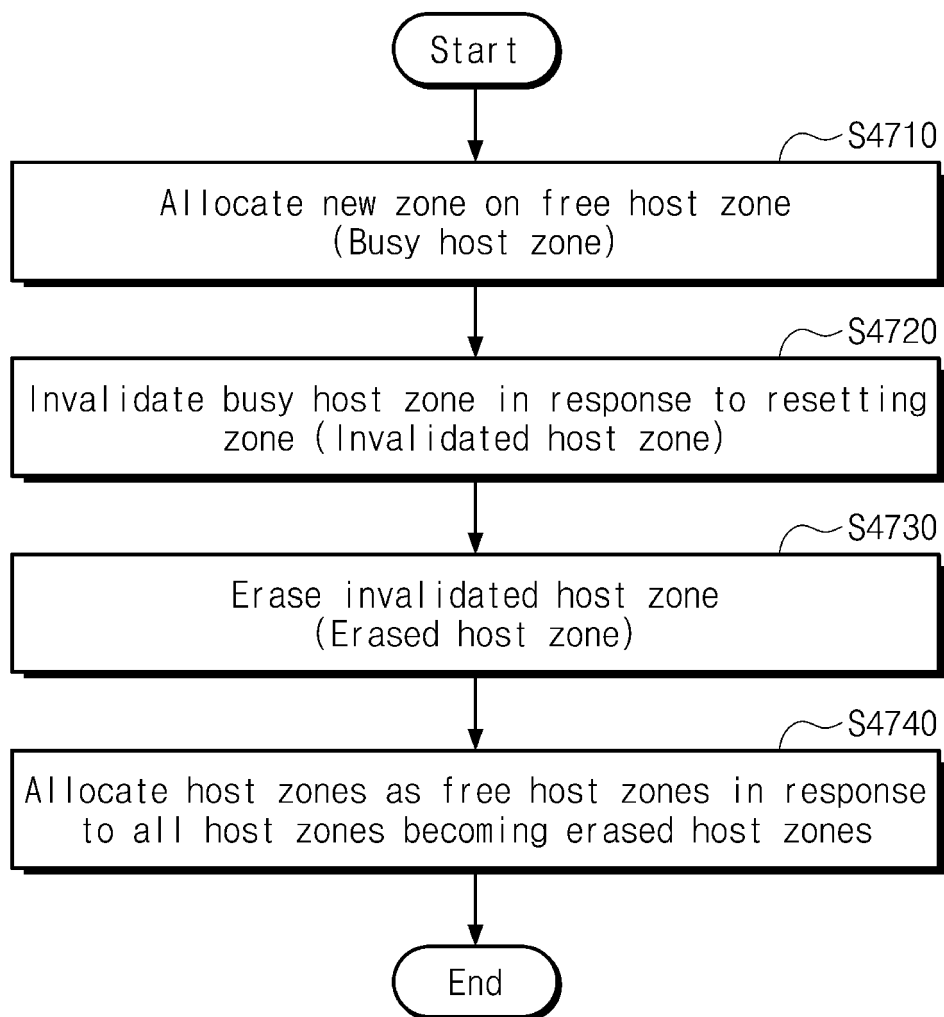 Start
S4710
Allocate new zone on free host zone
(Busy host zone)
S4720
Invalidate busy host zone in response to resetting
zone (Invalidated host zone)
S4730
Erase invalidated host zone
(Erased host zone)
S4740
Allocate host zones as free host zones in response
to all host zones becoming erased host zones
End